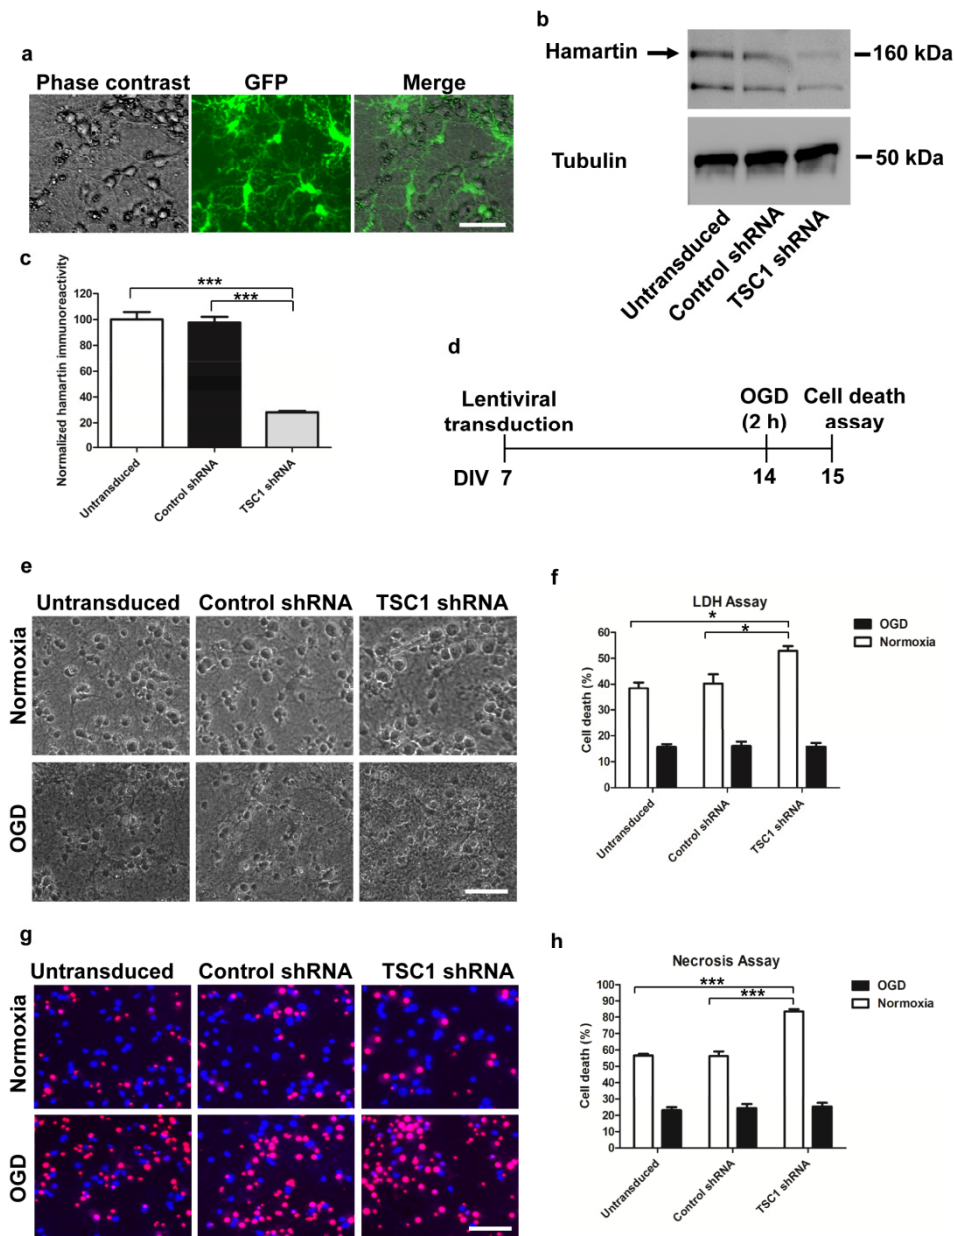 a
Phase contrast GFP Merge
b
Hamartin
160 kDa
Tubulin
50 kDa
Untransduced Control shRNA TSC1 shRNA
c
Normalized hamartin immunoreactivity
120
100
80
60
40
20
0
***
***
Untransduced Control shRNA TSC1 shRNA
d
Lentiviral transduction
OGD (2 h)
Cell death assay
DIV 7 14 15
e
Untransduced Control shRNA TSC1 shRNA
Normoxia
OGD
f
LDH Assay
OGD
Normoxia
*
*
Cell death (%)
60
50
40
30
20
10
0
Untransduced Control shRNA TSC1 shRNA
g
Untransduced Control shRNA TSC1 shRNA
Normoxia
OGD
h
Necrosis Assay
OGD
Normoxia
***
***
Cell death (%)
100
90
80
70
60
50
40
30
20
10
0
Untransduced Control shRNA TSC1 shRNA